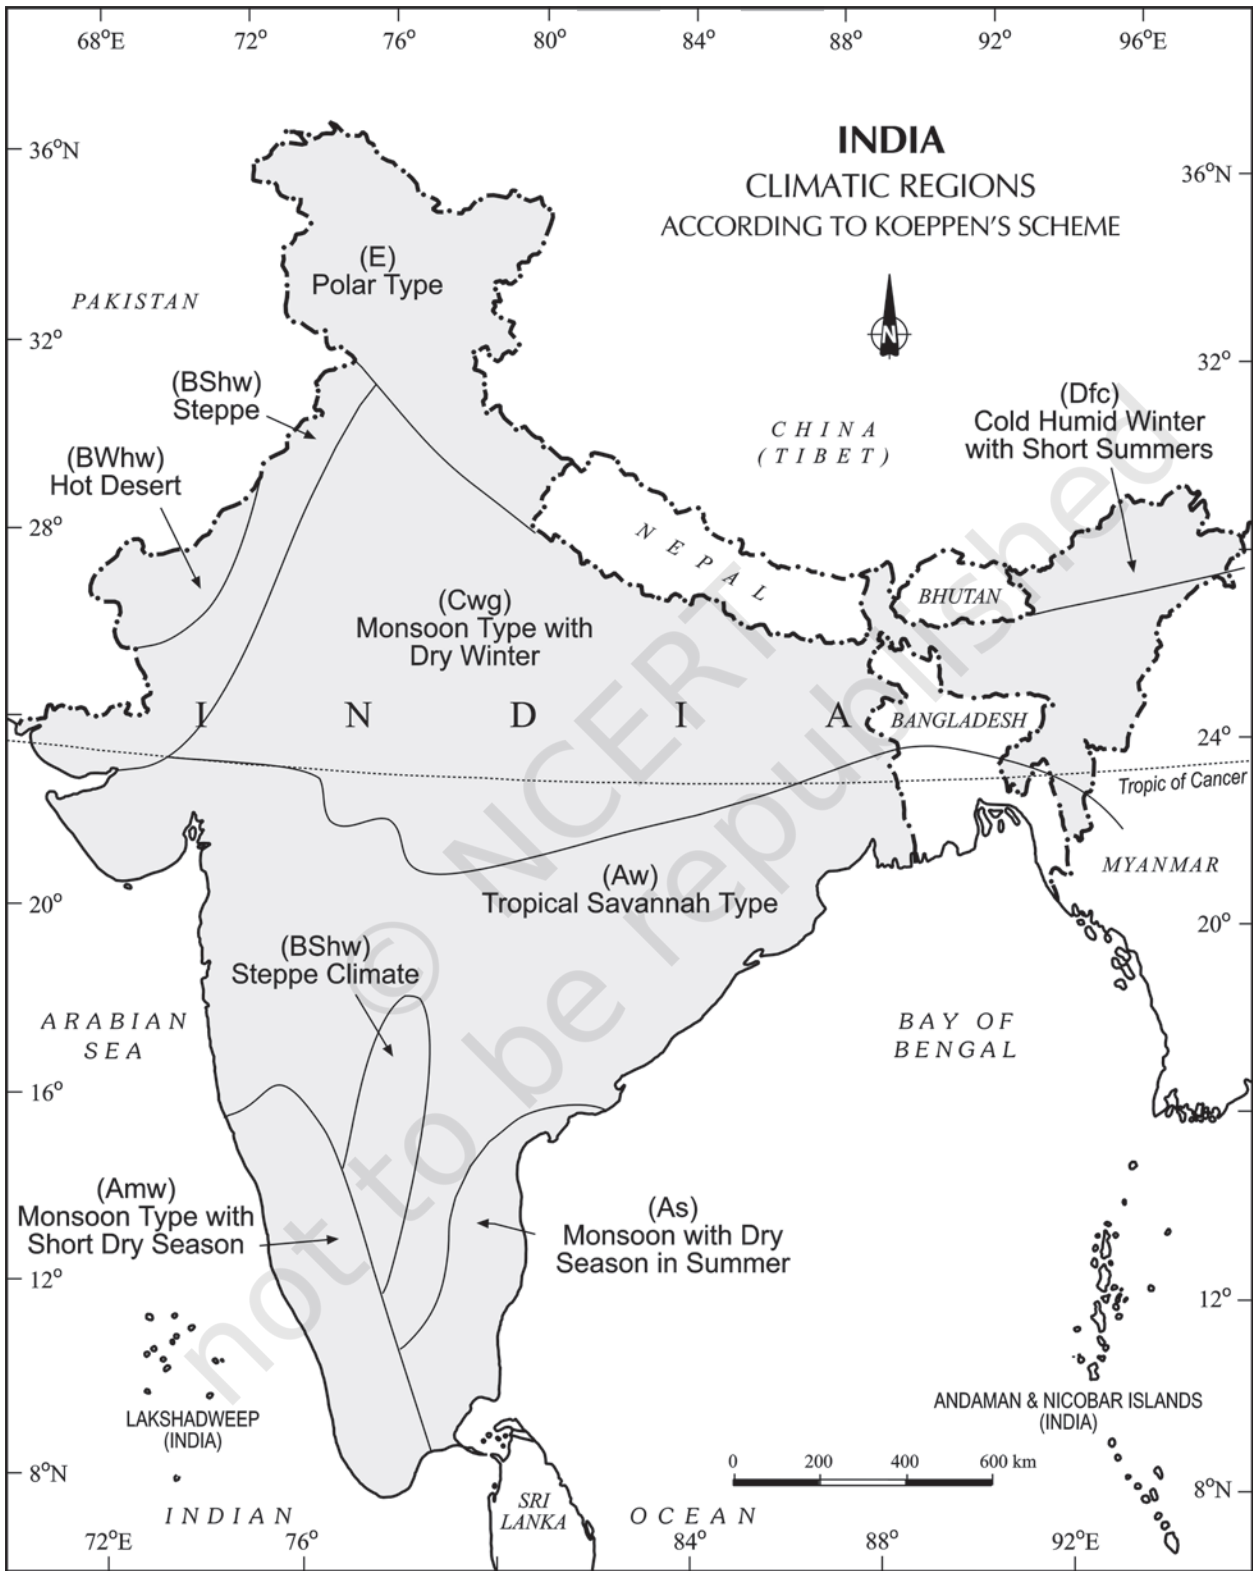 68°E 72° 76° 80° 84° 88° 92° 96°E
INDIA
CLIMATIC REGIONS
ACCORDING TO KOEPPEN'S SCHEME
36°N
36°N
(E)
Polar Type
PAKISTAN
N
32°
32°
(BShw)
Steppe
(Dfc)
Cold Humid Winter
with Short Summers
CHINA
(TIBET)
(BWhw)
Hot Desert
28°
28°
NEPAL
BHUTAN
(Cwg)
Monsoon Type with
Dry Winter
INDIA
BANGLADESH
24°
Tropic of Cancer
MYANMAR
(Aw)
Tropical Savannah Type
20°
20°
(BShw)
Steppe Climate
ARABIAN
SEA
BAY OF
BENGAL
16°
(Amw)
Monsoon Type with
Short Dry Season
(As)
Monsoon with Dry
Season in Summer
12°
12°
LAKSHADWEEP
(INDIA)
ANDAMAN & NICOBAR ISLANDS
(INDIA)
0 200 400 600 km
8°N
8°N
SRI
LANKA
INDIAN OCEAN
72°E 76° 84° 88° 92°E
© NCERT
not to be republished